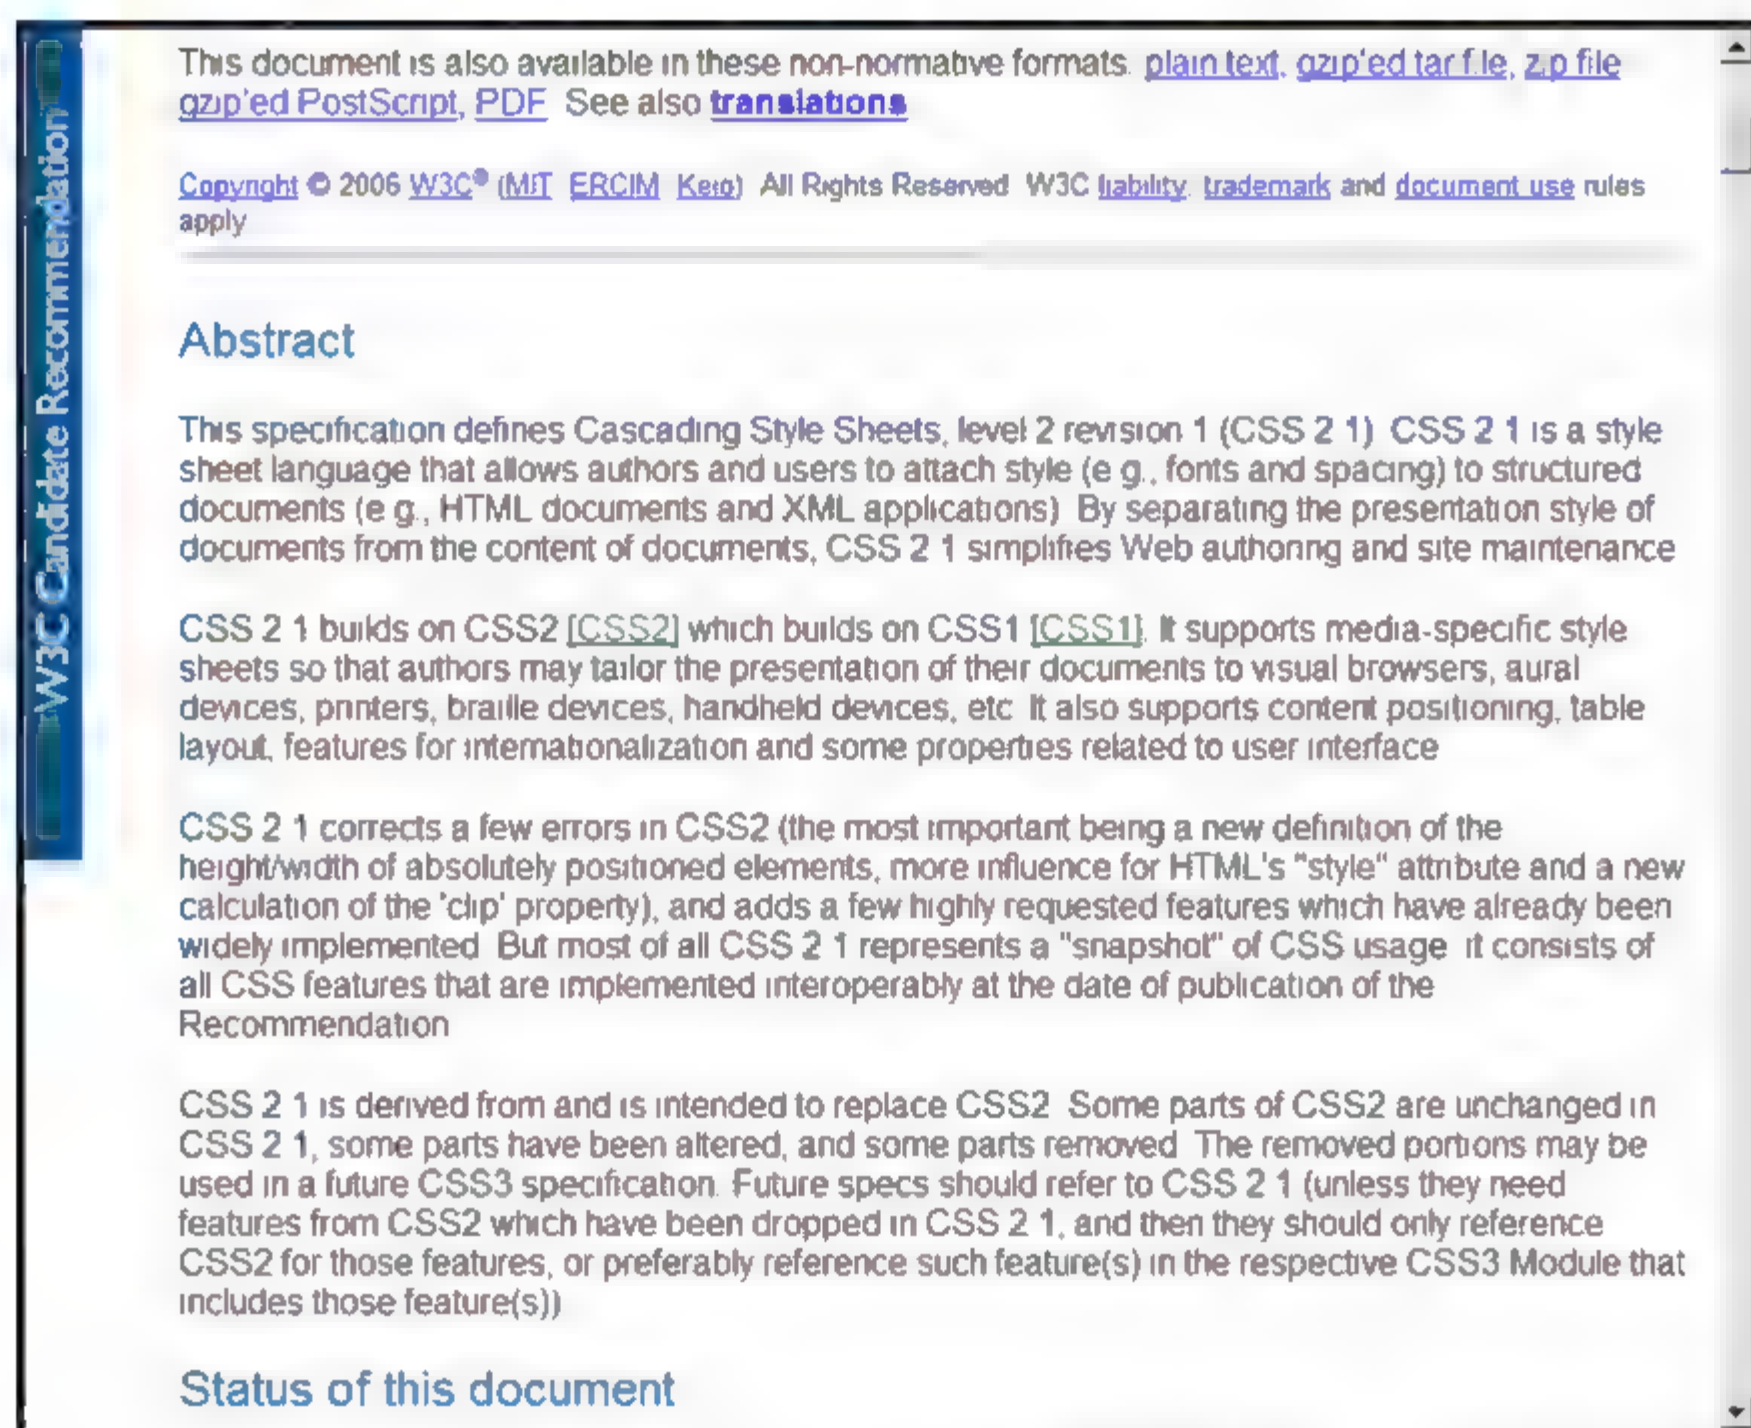 W3C Candidate Recommendation
This document is also available in these non-normative formats. plain text, gzip'ed tar file, zip file
gzip'ed PostScript, PDF See also translations
Copyright © 2006 W3C® (MIT ERCIM Keio) All Rights Reserved W3C liability, trademark and document use rules
apply
Abstract
This specification defines Cascading Style Sheets, level 2 revision 1 (CSS 2 1) CSS 2 1 is a style
sheet language that allows authors and users to attach style (e g., fonts and spacing) to structured
documents (e g., HTML documents and XML applications) By separating the presentation style of
documents from the content of documents, CSS 2 1 simplifies Web authoring and site maintenance
CSS 2 1 builds on CSS2 [CSS2] which builds on CSS1 [CSS1]. It supports media-specific style
sheets so that authors may tailor the presentation of their documents to visual browsers, aural
devices, printers, braille devices, handheld devices, etc It also supports content positioning, table
layout, features for internationalization and some properties related to user interface
CSS 2 1 corrects a few errors in CSS2 (the most important being a new definition of the
height/width of absolutely positioned elements, more influence for HTML's "style" attribute and a new
calculation of the 'clip' property), and adds a few highly requested features which have already been
widely implemented But most of all CSS 2 1 represents a "snapshot" of CSS usage it consists of
all CSS features that are implemented interoperably at the date of publication of the
Recommendation
CSS 2 1 is derived from and is intended to replace CSS2 Some parts of CSS2 are unchanged in
CSS 2 1, some parts have been altered, and some parts removed The removed portions may be
used in a future CSS3 specification. Future specs should refer to CSS 2 1 (unless they need
features from CSS2 which have been dropped in CSS 2 1, and then they should only reference
CSS2 for those features, or preferably reference such feature(s) in the respective CSS3 Module that
includes those feature(s))
Status of this document